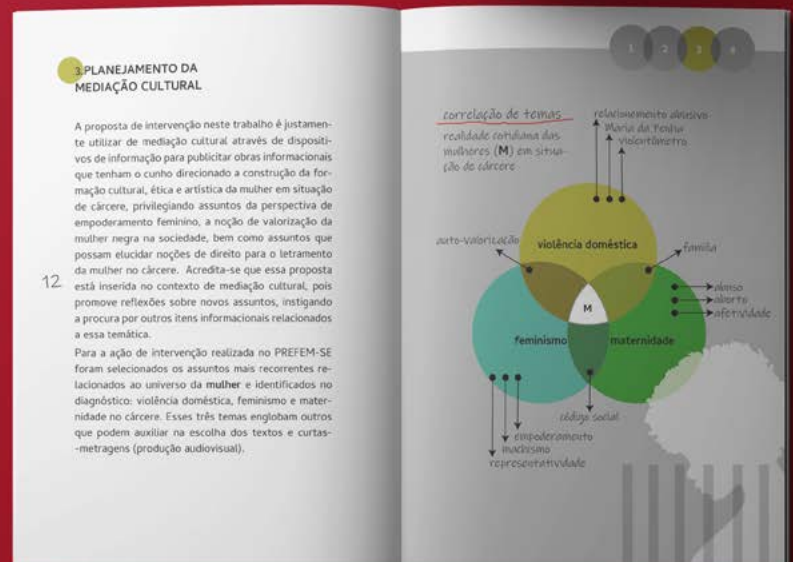 3.PLANEJAMENTO DA
MEDIAÇÃO CULTURAL
A proposta de intervenção neste trabalho é justamen-
te utilizar de mediação cultural através de dispositi-
vos de informação para publicitar obras informacionais
que tenham o cunho direcionado a construção da for-
mação cultural, ética e artística da mulher em situação
de cárcere, privilegiando assuntos da perspectiva de
empoderamento feminino, a noção de valorização da
mulher negra na sociedade, bem como assuntos que
possam elucidar noções de direito para o letramento
da mulher no cárcere. Acredita-se que essa proposta
está inserida no contexto de mediação cultural, pois
promove reflexões sobre novos assuntos, instigando
a procura por outros itens informacionais relacionados
a essa temática.
Para a ação de intervenção realizada no PREFEM-SE
foram selecionados os assuntos mais recorrentes re-
lacionados ao universo da mulher e identificados no
diagnóstico: violência doméstica, feminismo e mater-
nidade no cárcere. Esses três temas englobam outros
que podem auxiliar na escolha dos textos e curtas-
-metragens (produção audiovisual).
12
1 2 3 4
correlação de temas
realidade cotidiana das
mulheres (M) em situa-
ção de cárcere
relacionamento abusivo
Maria da Penha
violentômetro
auto-valorização
violência doméstica
família
M
abuso
aborto
afetividade
feminismo
maternidade
código social
empoderamento
machismo
representatividade